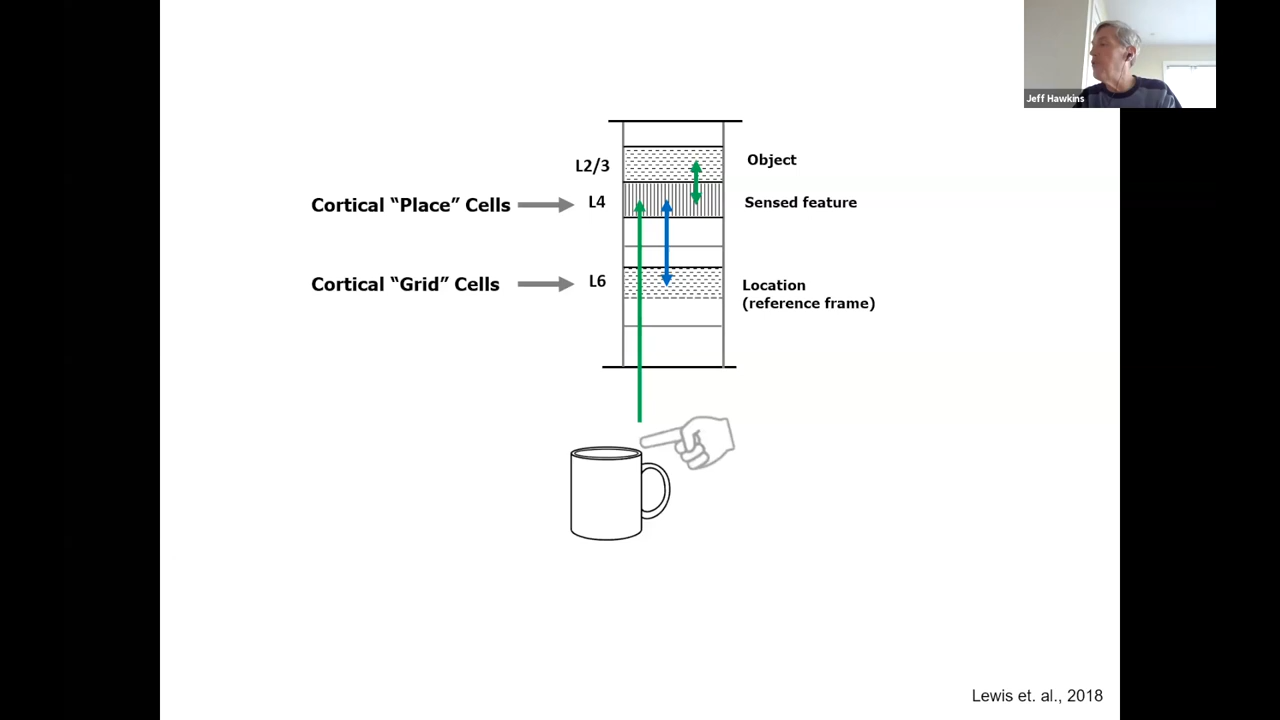 Jeff Hawkins
L2/3
Object
Cortical “Place” Cells
L4
Sensed feature
Cortical “Grid” Cells
L6
Location
(reference frame)
Lewis et. al., 2018